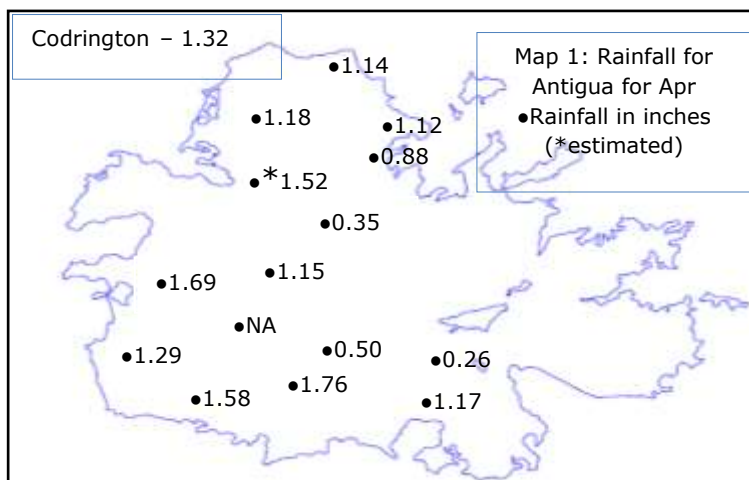 Codrington – 1.32
Map 1: Rainfall for
Antigua for Apr
●Rainfall in inches
(*estimated)
●1.14
●1.18
●1.12
●0.88
●*1.52
●0.35
●1.15
●1.69
●NA
●0.50
●1.29
●0.26
●1.76
●1.58
●1.17